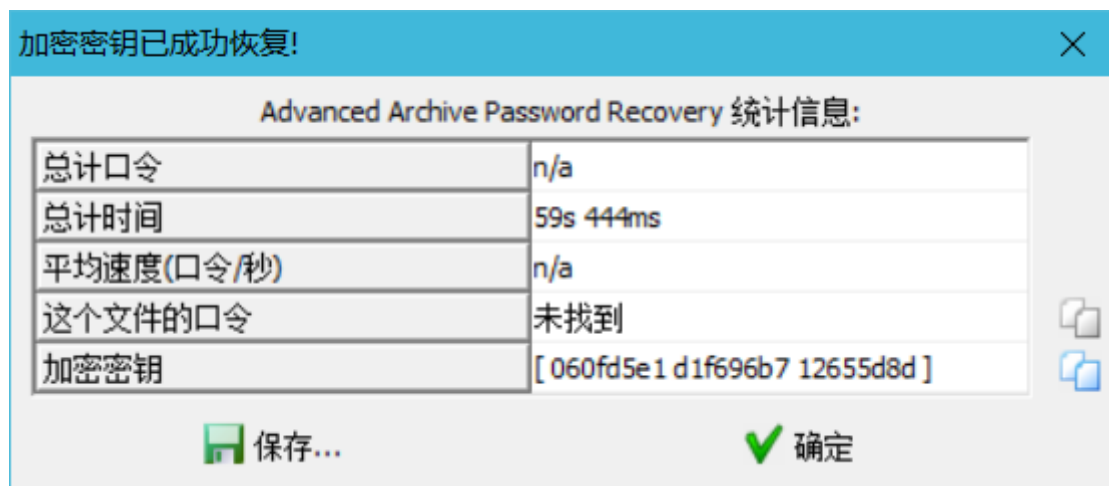 加密密钥已成功恢复!
Advanced Archive Password Recovery 统计信息:
总计口令 n/a
总计时间 59s 444ms
平均速度(口令/秒) n/a
这个文件的口令 未找到
加密密钥 [ 060fd5e1 d1f696b7 12655d8d ]
保存... 确定